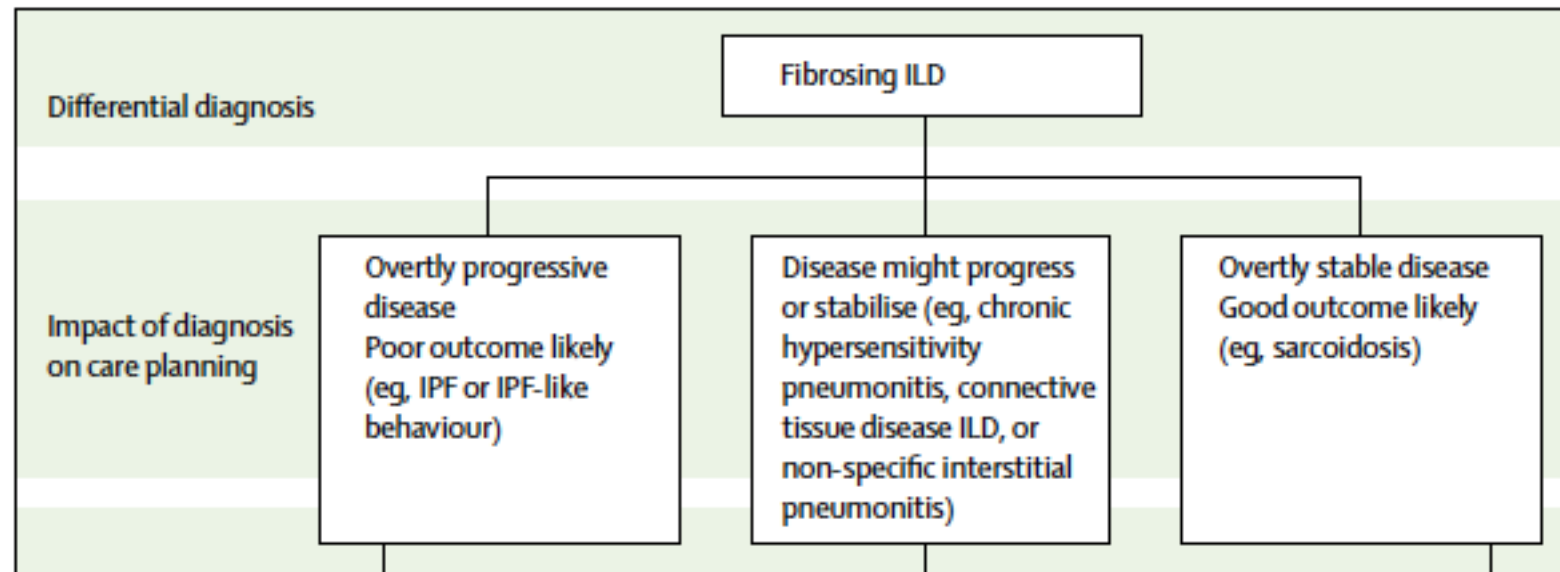 Differential diagnosis
Fibrosing ILD
Impact of diagnosis
on care planning
Overtly progressive
disease
Poor outcome likely
(eg, IPF or IPF-like
behaviour)
Disease might progress
or stabilise (eg, chronic
hypersensitivity
pneumonitis, connective
tissue disease ILD, or
non-specific interstitial
pneumonitis)
Overtly stable disease
Good outcome likely
(eg, sarcoidosis)